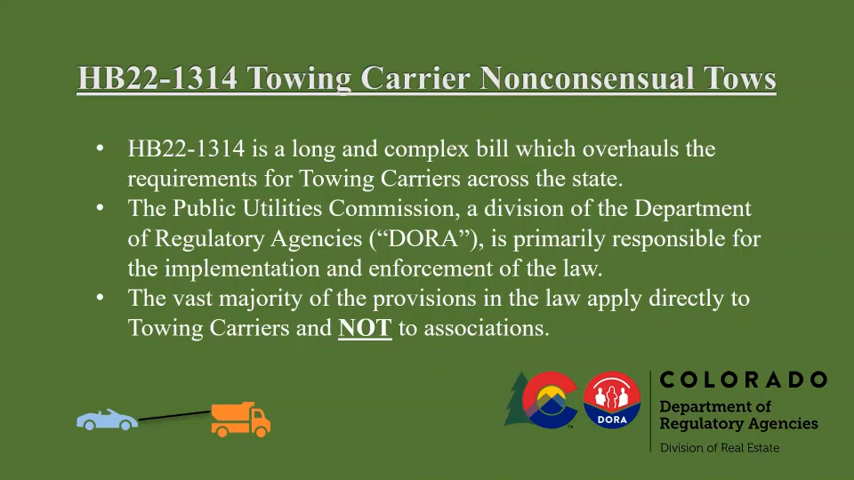 HB22-1314 Towing Carrier Nonconsensual Tows
• HB22-1314 is a long and complex bill which overhauls the
requirements for Towing Carriers across the state.
• The Public Utilities Commission, a division of the Department
of Regulatory Agencies (“DORA”), is primarily responsible for
the implementation and enforcement of the law.
• The vast majority of the provisions in the law apply directly to
Towing Carriers and NOT to associations.
COLORADO
Department of
Regulatory Agencies
Division of Real Estate
DORA
TM